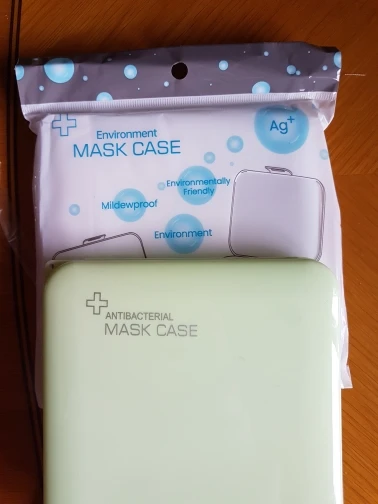 Ag+
Environment
MASK CASE
Environmentally
Friendly
Mildewproof
Environment
ANTIBACTERIAL
MASK CASE